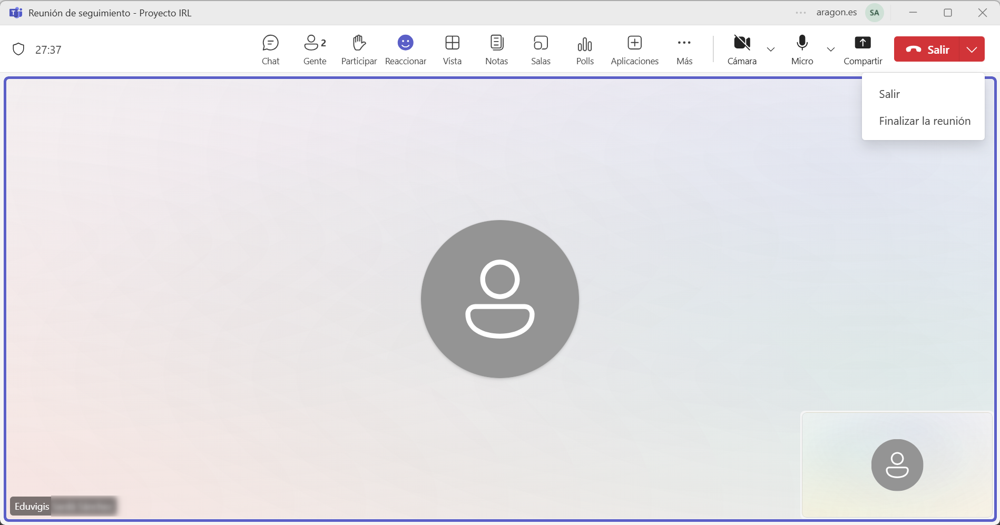 Reunión de seguimiento - Proyecto IRL
aragon.es
SA
27:37
Chat
Gente
2
Participar
Reaccionar
Vista
Notas
Salas
Polls
Aplicaciones
Más
Cámara
Micro
Compartir
Salir
Salir
Finalizar la reunión
Eduvigis